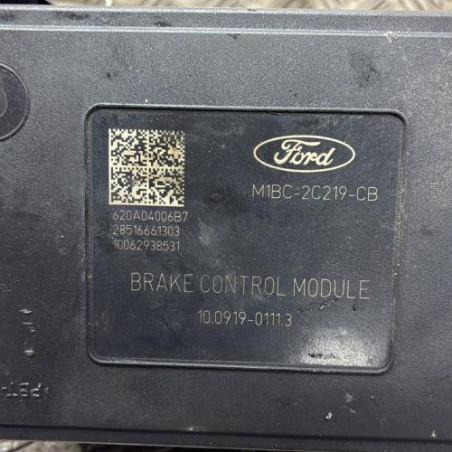 Ford
M1BC-2C219-CB
620A04006B7
28516661303
10062938531
BRAKE CONTROL MODULE
10.0919-0111.3